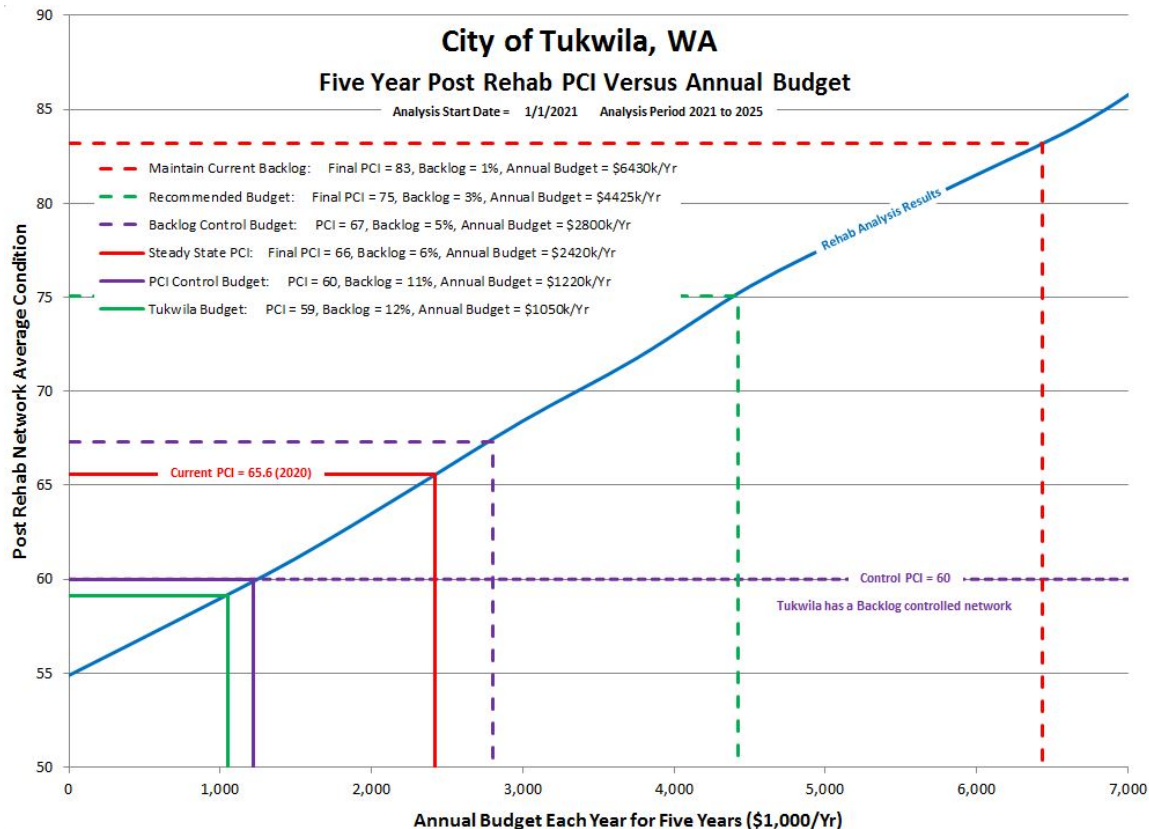 City of Tukwila, WA
Five Year Post Rehab PCI Versus Annual Budget
Analysis Start Date = 1/1/2021 Analysis Period 2021 to 2025
Maintain Current Backlog: Final PCI = 83, Backlog = 1%, Annual Budget = $6430k/Yr
Recommended Budget: Final PCI = 75, Backlog = 3%, Annual Budget = $4425k/Yr
Backlog Control Budget: PCI = 67, Backlog = 5%, Annual Budget = $2800k/Yr
Steady State PCI: Final PCI = 66, Backlog = 6%, Annual Budget = $2420k/Yr
PCI Control Budget: PCI = 60, Backlog = 11%, Annual Budget = $1220k/Yr
Tukwila Budget: PCI = 59, Backlog = 12%, Annual Budget = $1050k/Yr
Rehab Analysis Results
Current PCI = 65.6 (2020)
Control PCI = 60
Tukwila has a Backlog controlled network
Post Rehab Network Average Condition
90
85
80
75
70
65
60
55
50
0 1,000 2,000 3,000 4,000 5,000 6,000 7,000
Annual Budget Each Year for Five Years ($1,000/Yr)